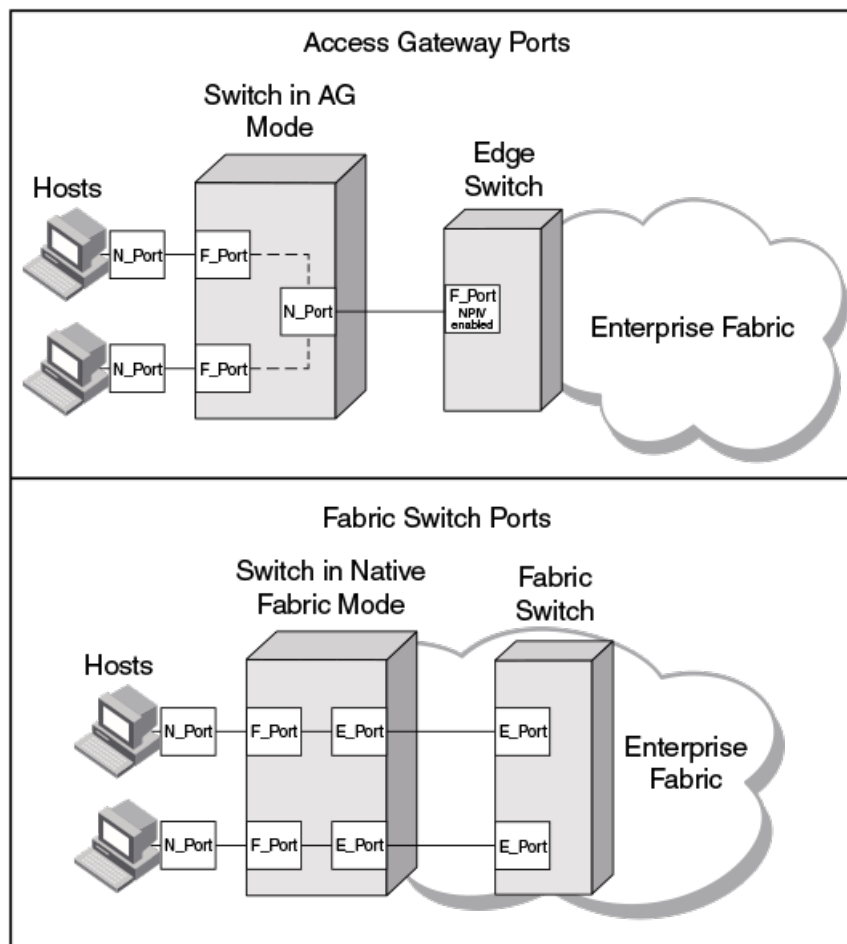 Access Gateway Ports
Switch in AG
Mode
Edge
Switch
Hosts
N_Port
F_Port
N_Port
F_Port
NPIV
enabled
Enterprise Fabric
N_Port
F_Port
Fabric Switch Ports
Switch in Native
Fabric Mode
Fabric
Switch
Hosts
N_Port
F_Port
E_Port
E_Port
Enterprise
Fabric
N_Port
F_Port
E_Port
E_Port